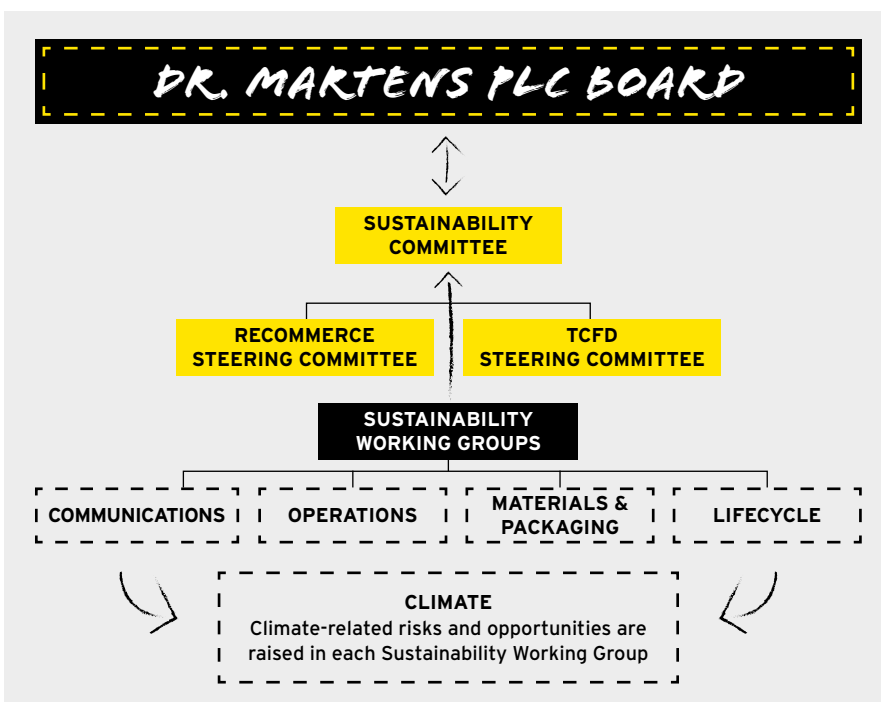 DR. MARTENS PLC BOARD
SUSTAINABILITY
COMMITTEE
RECOMMERCE
STEERING COMMITTEE
TCFD
STEERING COMMITTEE
SUSTAINABILITY
WORKING GROUPS
COMMUNICATIONS
OPERATIONS
MATERIALS &
PACKAGING
LIFECYCLE
CLIMATE
Climate-related risks and opportunities are
raised in each Sustainability Working Group